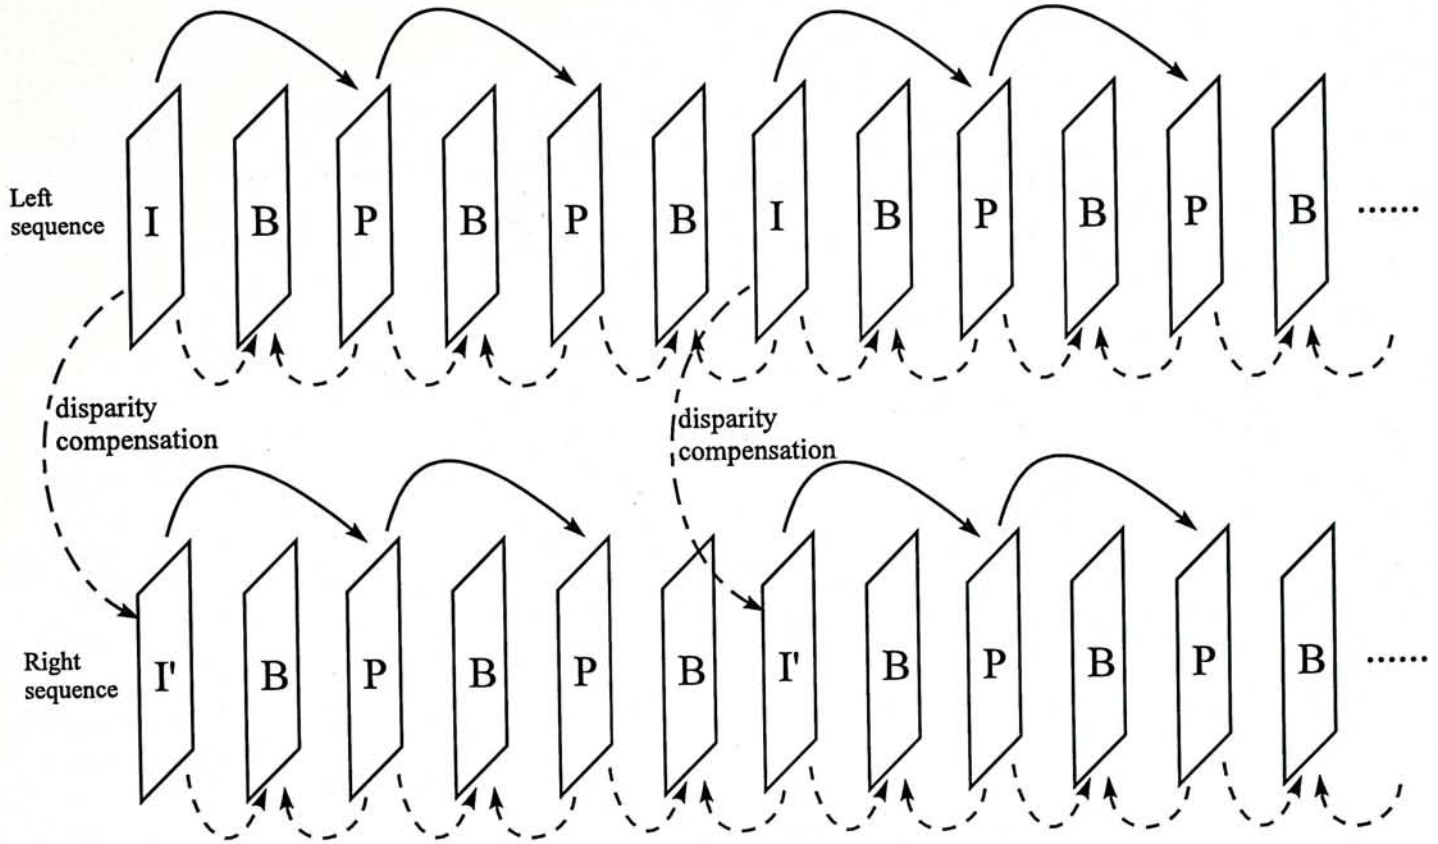 Left
sequence
I B P B P B I B P B P B ......
disparity
compensation
disparity
compensation
Right
sequence
I' B P B P B I' B P B P B ......